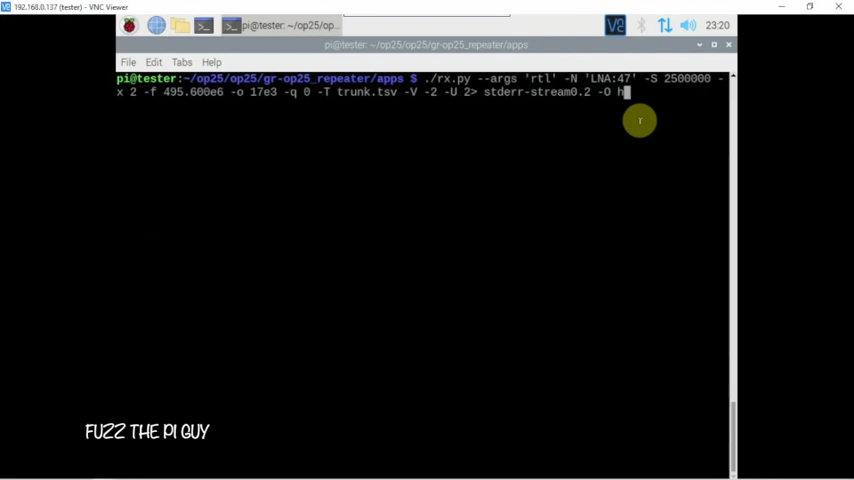 192.168.0.137 (tester) - VNC Viewer
pi@tester: ~/op25/op...
23:20
pi@tester: ~/op25/op25/gr-op25_repeater/apps
File Edit Tabs Help
pi@tester:~/op25/op25/gr-op25_repeater/apps $ ./rx.py --args 'rtl' -N 'LNA:47' -S 2500000 -
x 2 -f 495.600e6 -o 17e3 -q 0 -T trunk.tsv -V -2 -U 2> stderr-stream0.2 -O h
FUZZ THE PI GUY